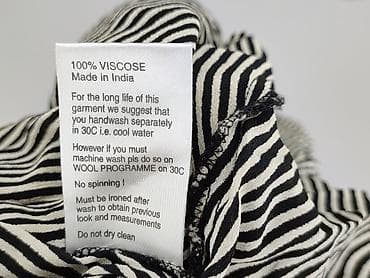 100% VISCOSE
Made in India
For the long life of this
garment we suggest that
you handwash separately
in 30C i.e. cool water
However if you must
machine wash pls do so on
WOOL PROGRAMME on 30C
No spinning !
Must be ironed after
wash to obtain previous
look and measurements
Do not dry clean